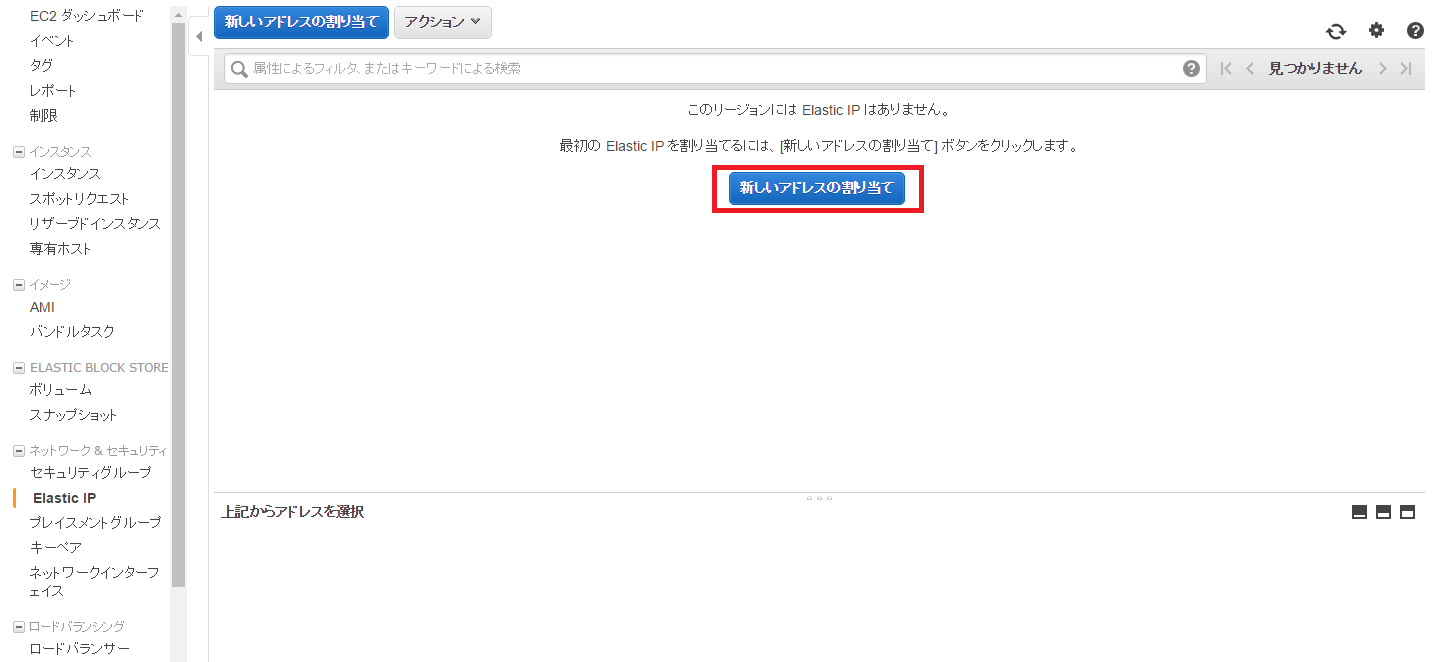 EC2 ダッシュボード
イベント
タグ
レポート
制限
インスタンス
インスタンス
スポットリクエスト
リザーブドインスタンス
専有ホスト
イメージ
AMI
バンドルタスク
ELASTIC BLOCK STORE
ボリューム
スナップショット
ネットワーク & セキュリティ
セキュリティグループ
Elastic IP
プレイスメントグループ
キーペア
ネットワークインターフ
ェイス
ロードバランシング
ロードバランサー
新しいアドレスの割り当て アクション
属性によるフィルタ、またはキーワードによる検索
見つかりません
このリージョンには Elastic IP はありません。
最初の Elastic IP を割り当てるには、[新しいアドレスの割り当て] ボタンをクリックします。
新しいアドレスの割り当て
上記からアドレスを選択